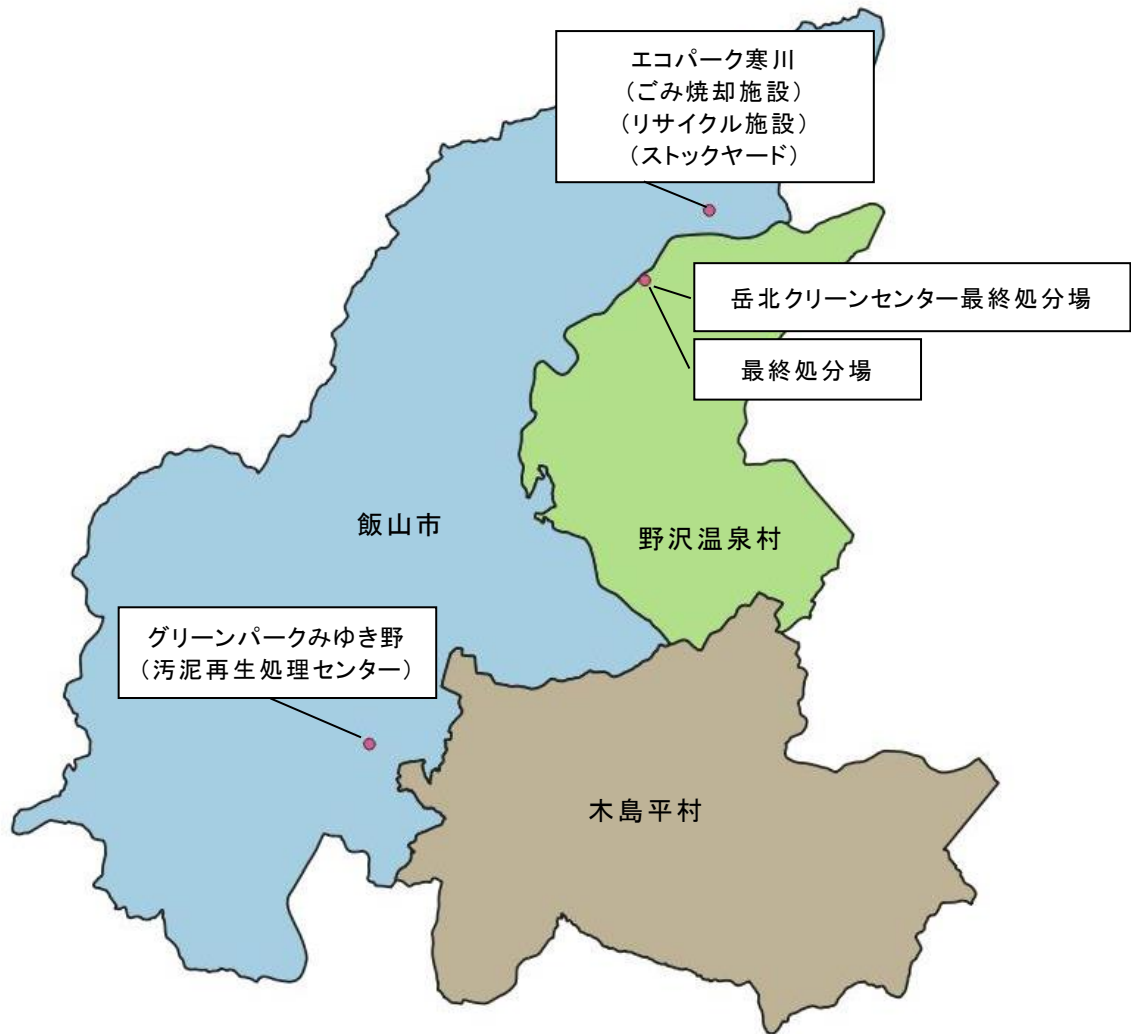 エコパーク寒川
（ごみ焼却施設）
（リサイクル施設）
（ストックヤード）
岳北クリーンセンター最終処分場
最終処分場
飯山市
野沢温泉村
グリーンパークみゆき野
（汚泥再生処理センター）
木島平村